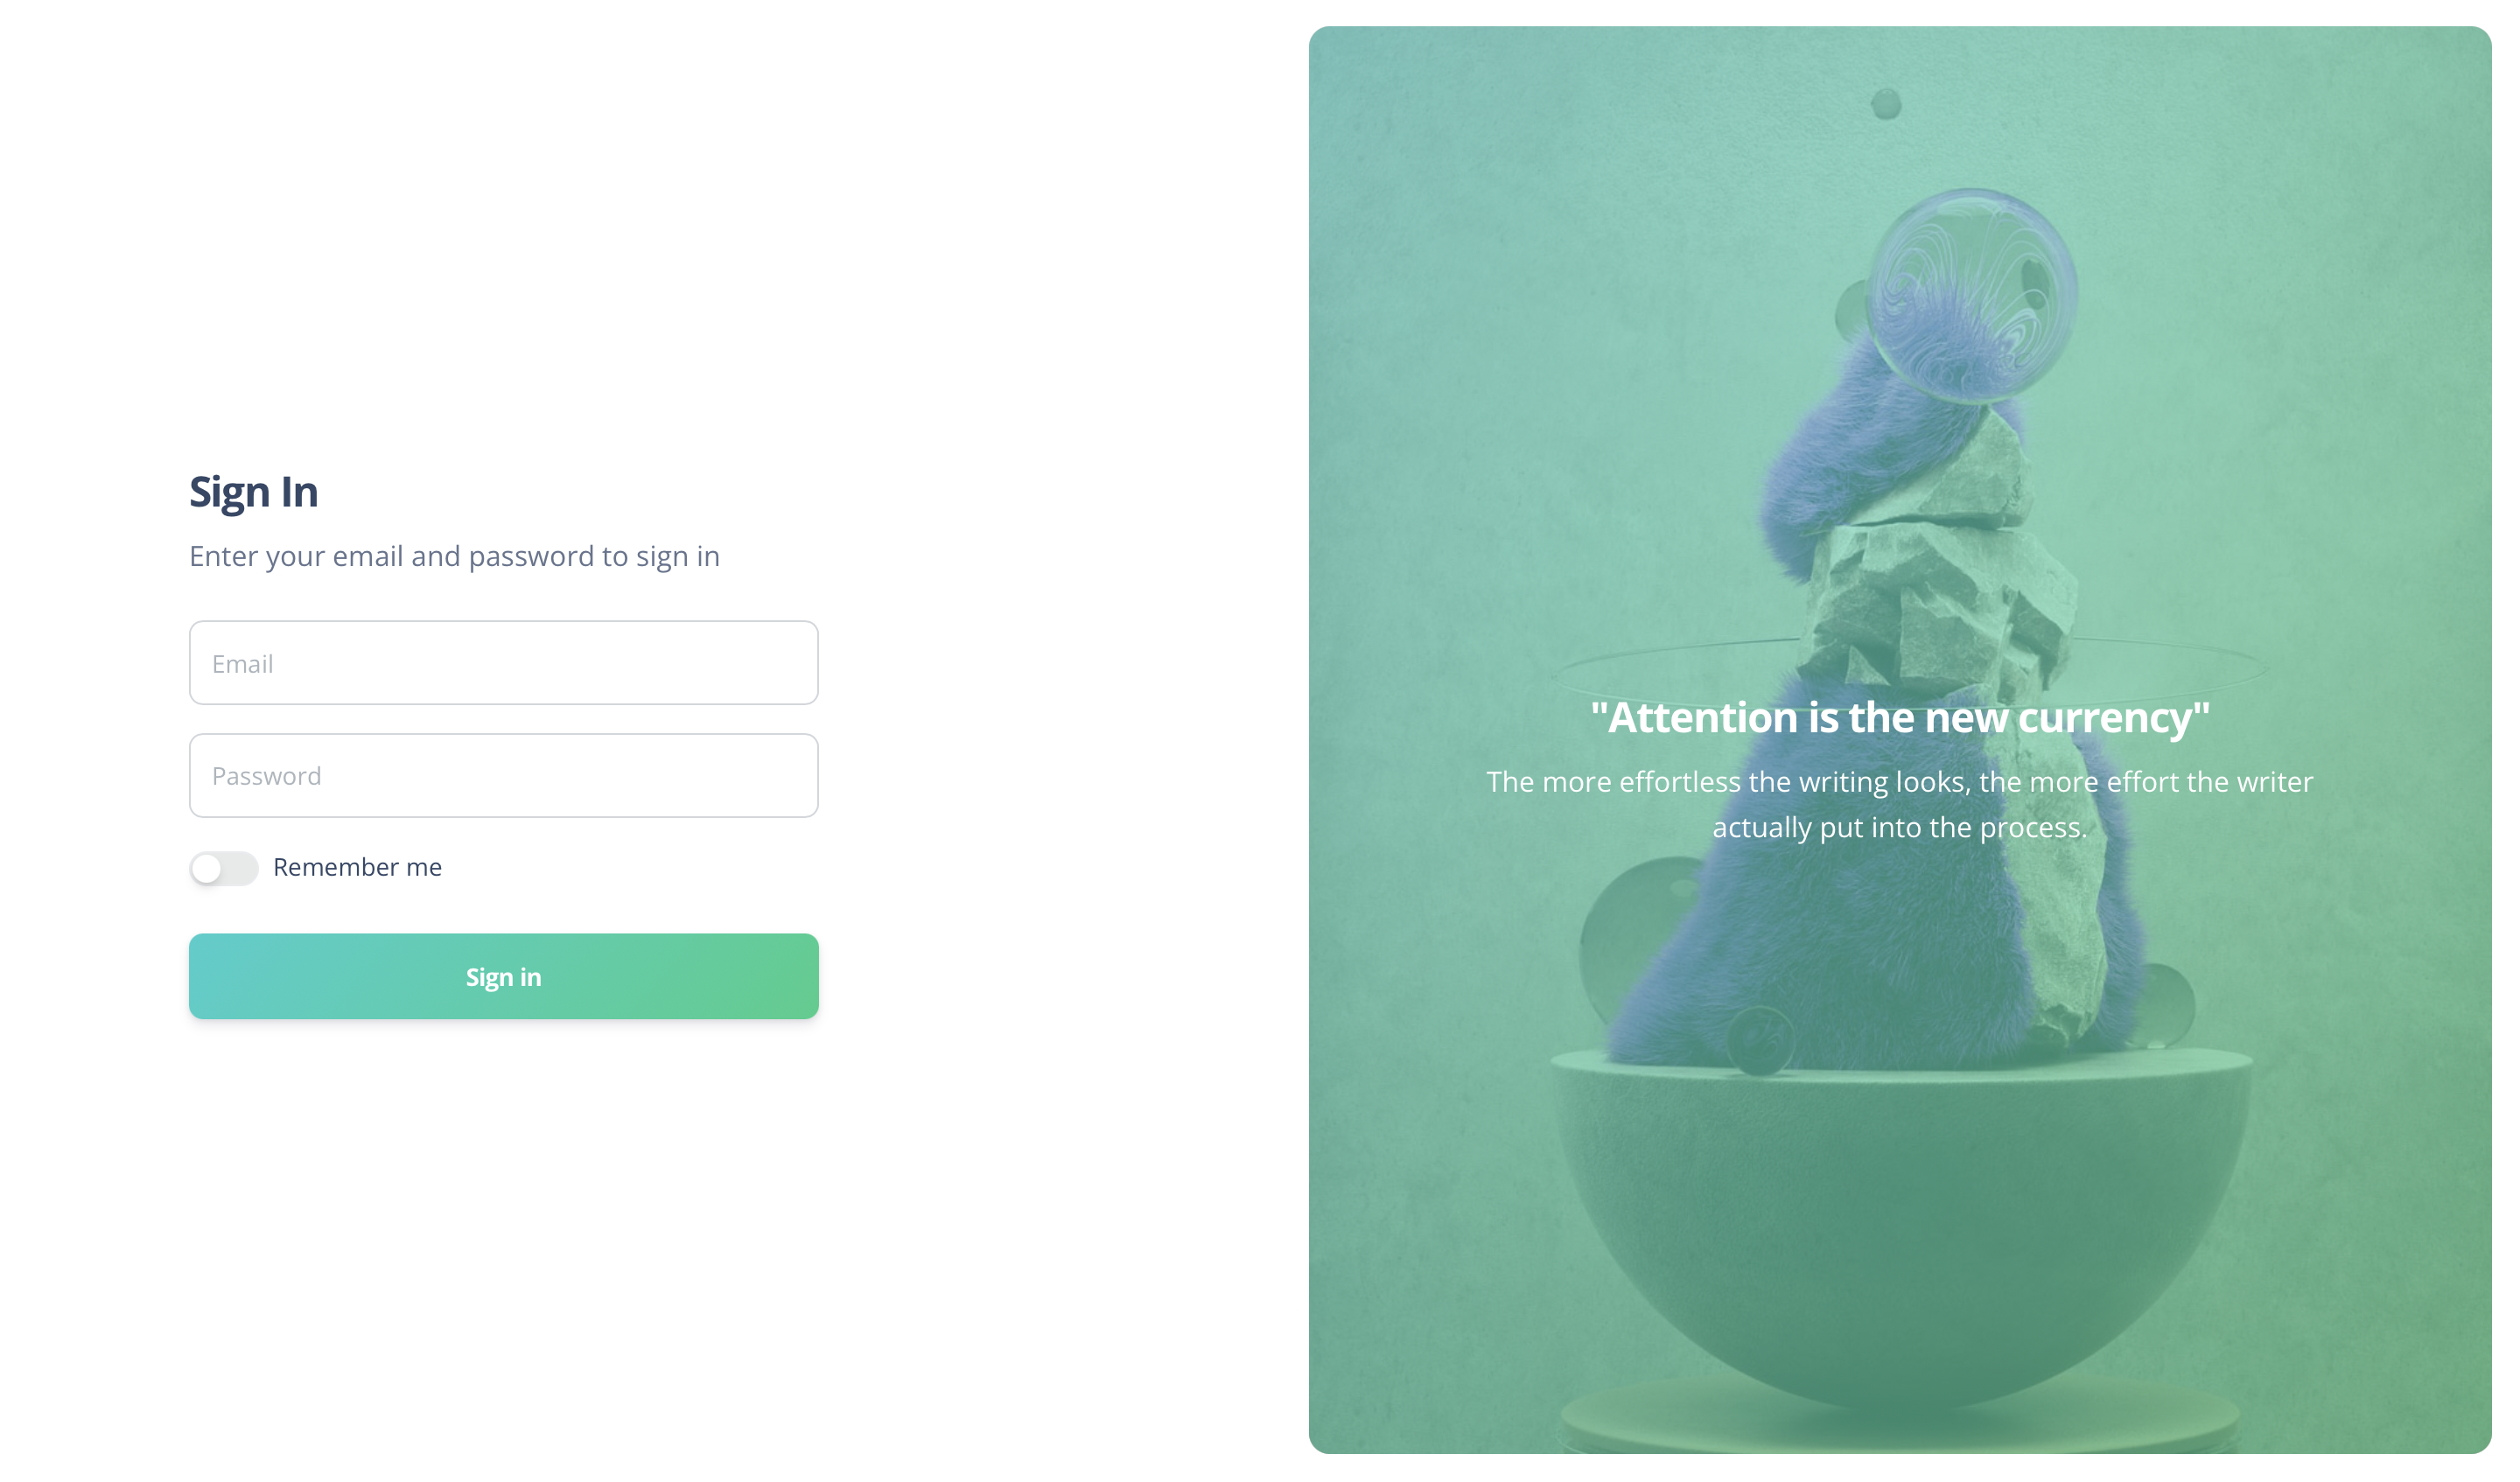 Sign In
Enter your email and password to sign in
Email
Password
Remember me
Sign in
"Attention is the new currency"
The more effortless the writing looks, the more effort the writer
actually put into the process.